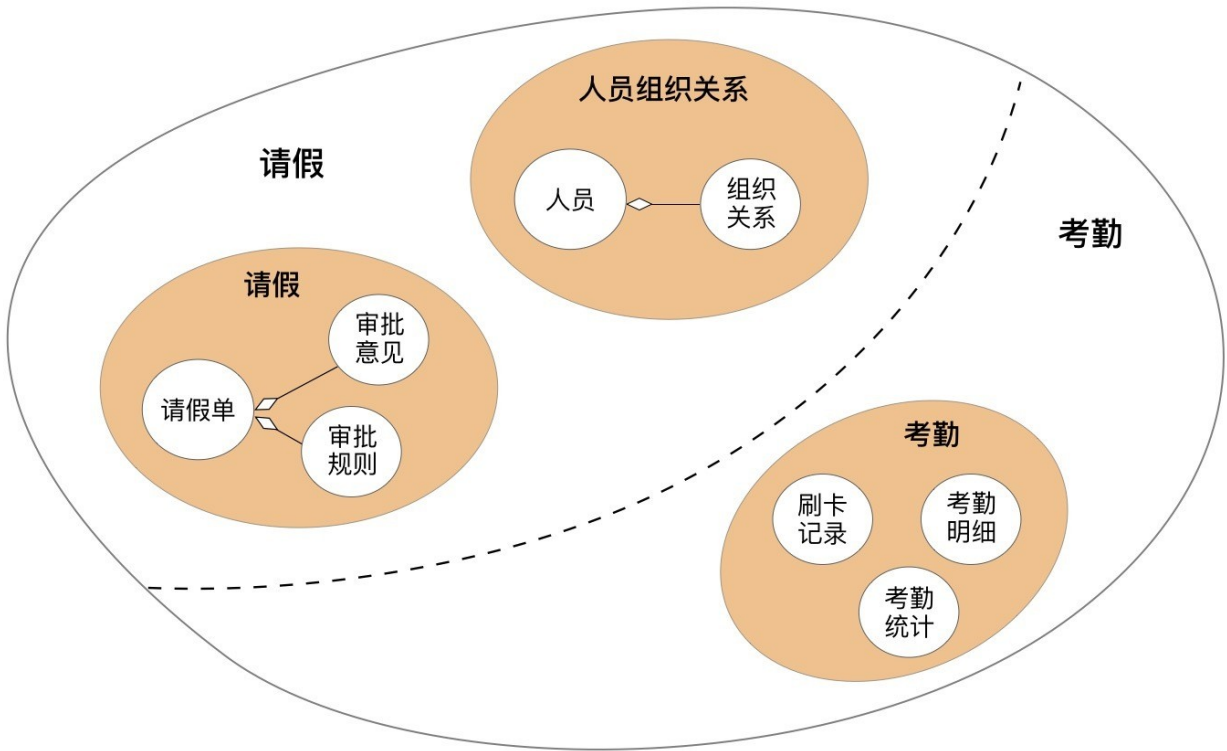 人员组织关系
人员
组织
关系
请假
考勤
请假
审批
意见
请假单
审批
规则
考勤
刷卡
记录
考勤
明细
考勤
统计